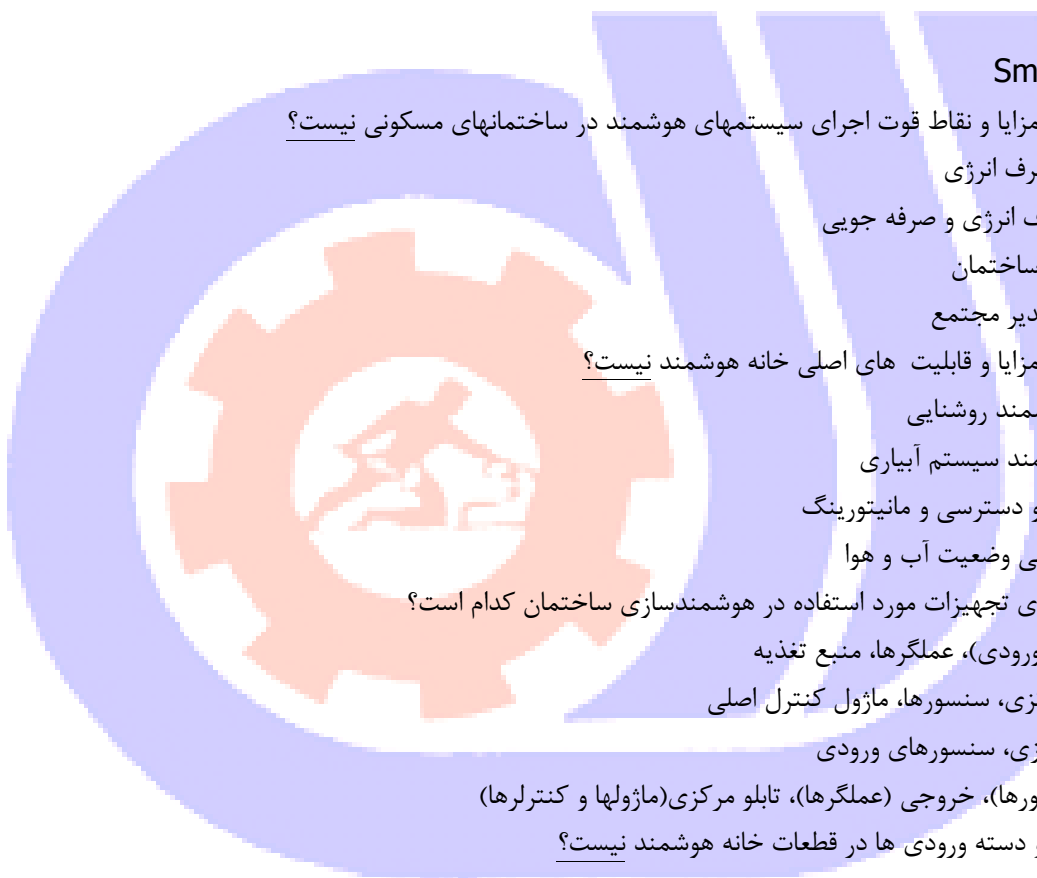 Sm
مزایا و نقاط قوت اجرای سیستمهای هوشمند در ساختمانهای مسکونی نیست؟
رف انرژی
انرژی و صرفه جویی
ساختمان
دیر مجتمع
مزایا و قابلیت های اصلی خانه هوشمند نیست؟
مند روشنایی
مند سیستم آبیاری
و دسترسی و مانیتورینگ
ی وضعیت آب و هوا
ی تجهیزات مورد استفاده در هوشمندسازی ساختمان کدام است؟
ورودی)، عملگرها، منبع تغذیه
زی، سنسورها، ماژول کنترل اصلی
زی، سنسورهای ورودی
ورها)، خروجی (عملگرها)، تابلو مرکزی(ماژولها و کنترلرها)
و دسته ورودی ها در قطعات خانه هوشمند نیست؟